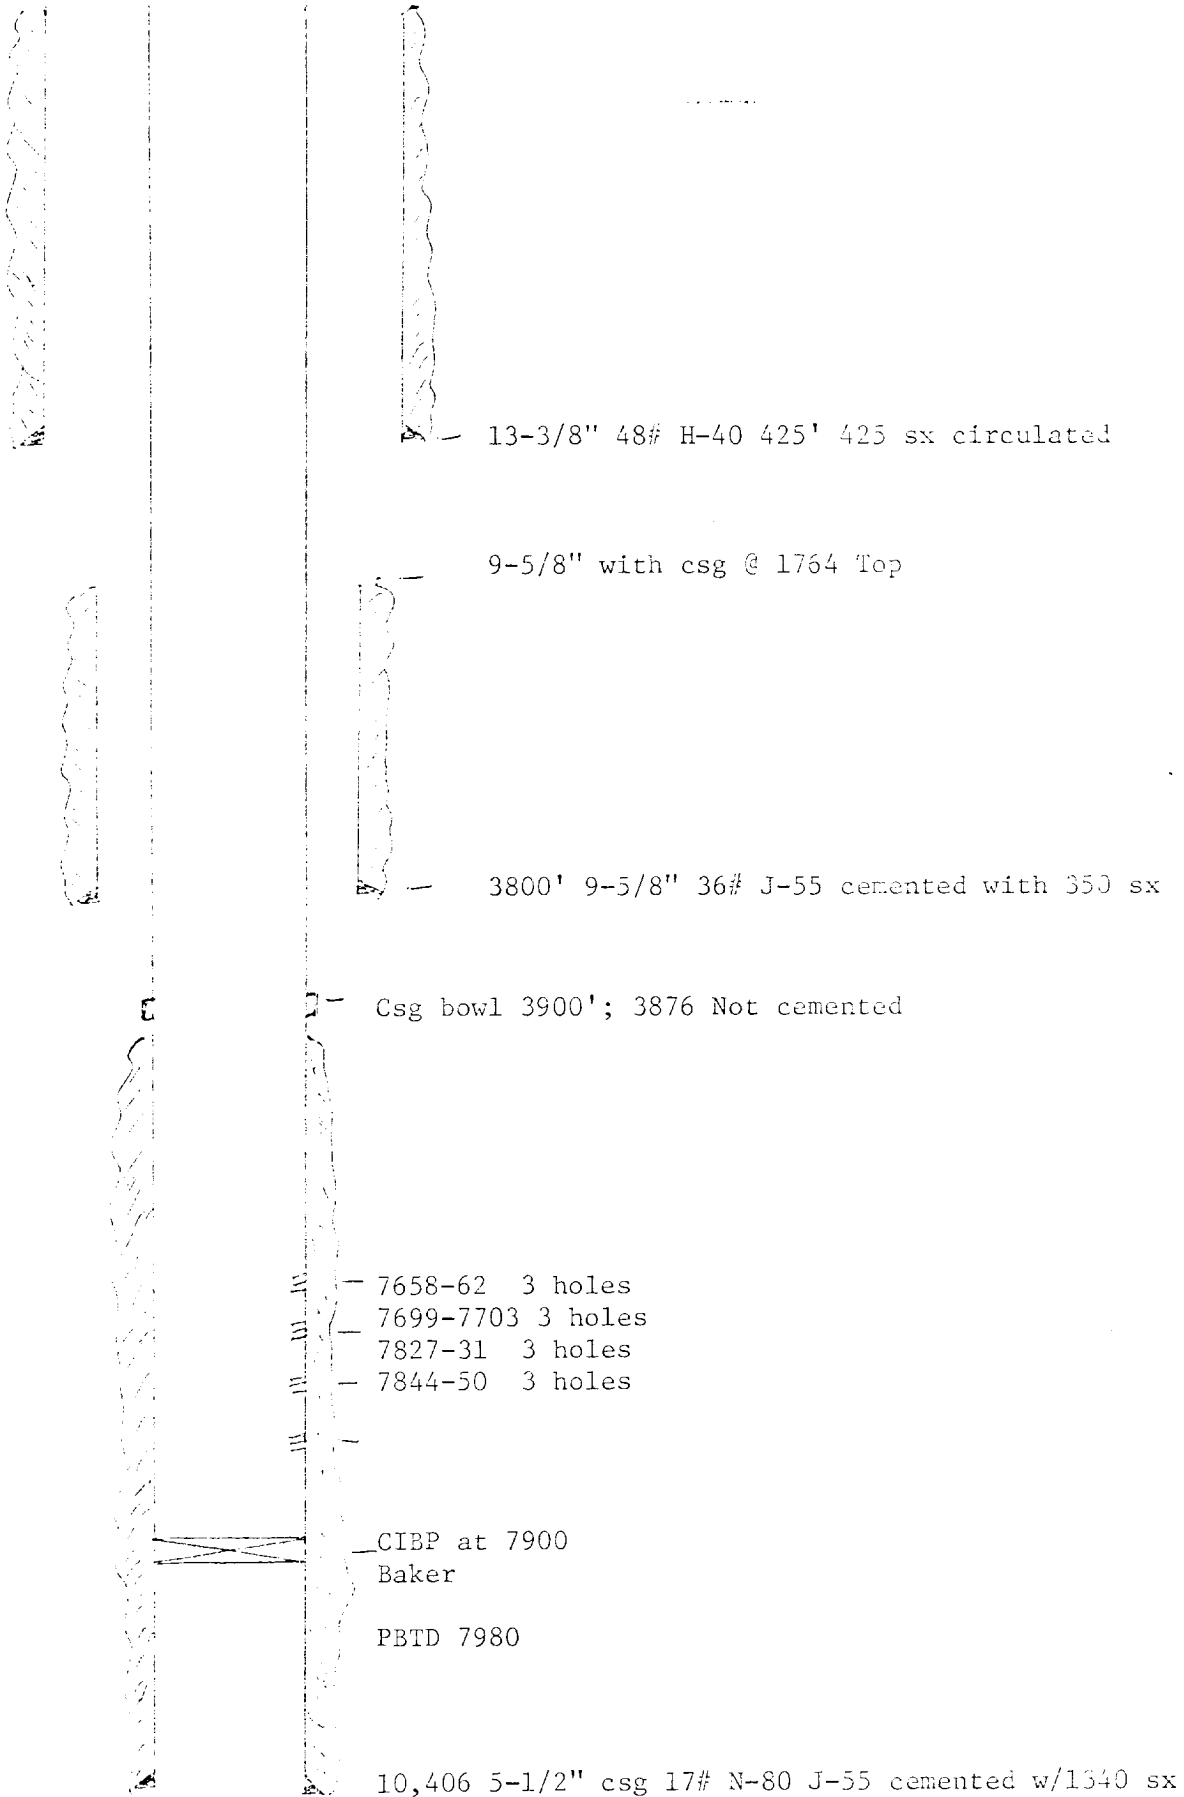 13-3/8" 48# H-40 425' 425 sx circulated
9-5/8" with csg @ 1764 Top
3800' 9-5/8" 36# J-55 cemented with 350 sx
Csg bowl 3900'; 3876 Not cemented
7658-62 3 holes
7699-7703 3 holes
7827-31 3 holes
7844-50 3 holes
CIBP at 7900
Baker
PBTD 7980
10,406 5-1/2" csg 17# N-80 J-55 cemented w/1340 sx